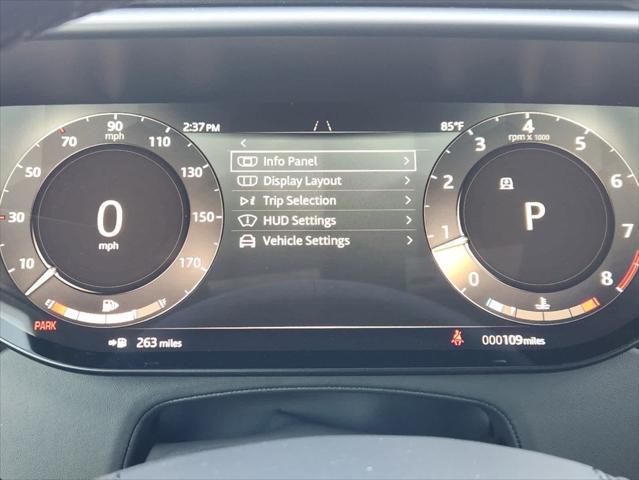 2:37 PM
85°F
10
30
50
70
90
mph
110
130
150
170
0
mph
E
F
Info Panel
Display Layout
Trip Selection
HUD Settings
Vehicle Settings
0
1
2
3
4
rpm x 1000
5
6
7
8
P
PARK
263 miles
000109 miles